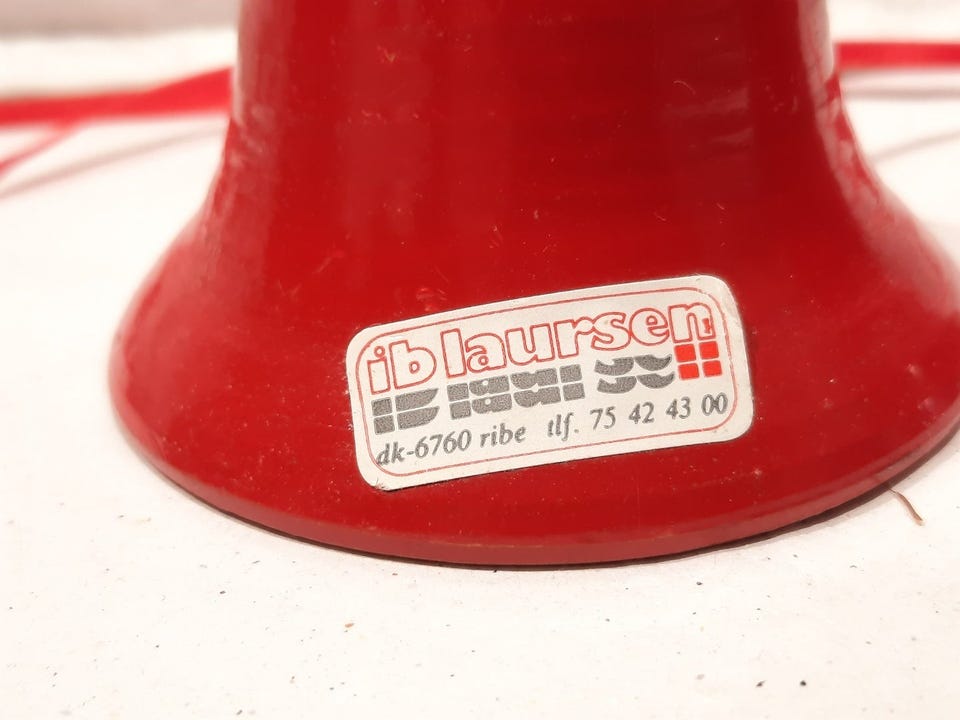 ib laursen
dk-6760 ribe tlf. 75 42 43 00